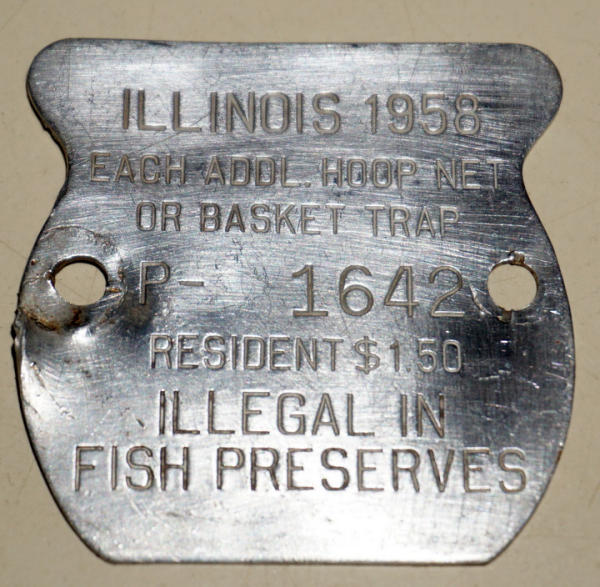 ILLINOIS 1958
EACH ADDL. HOOP NET
OR BASKET TRAP
P- 1642
RESIDENT $1.50
ILLEGAL IN
FISH PRESERVES